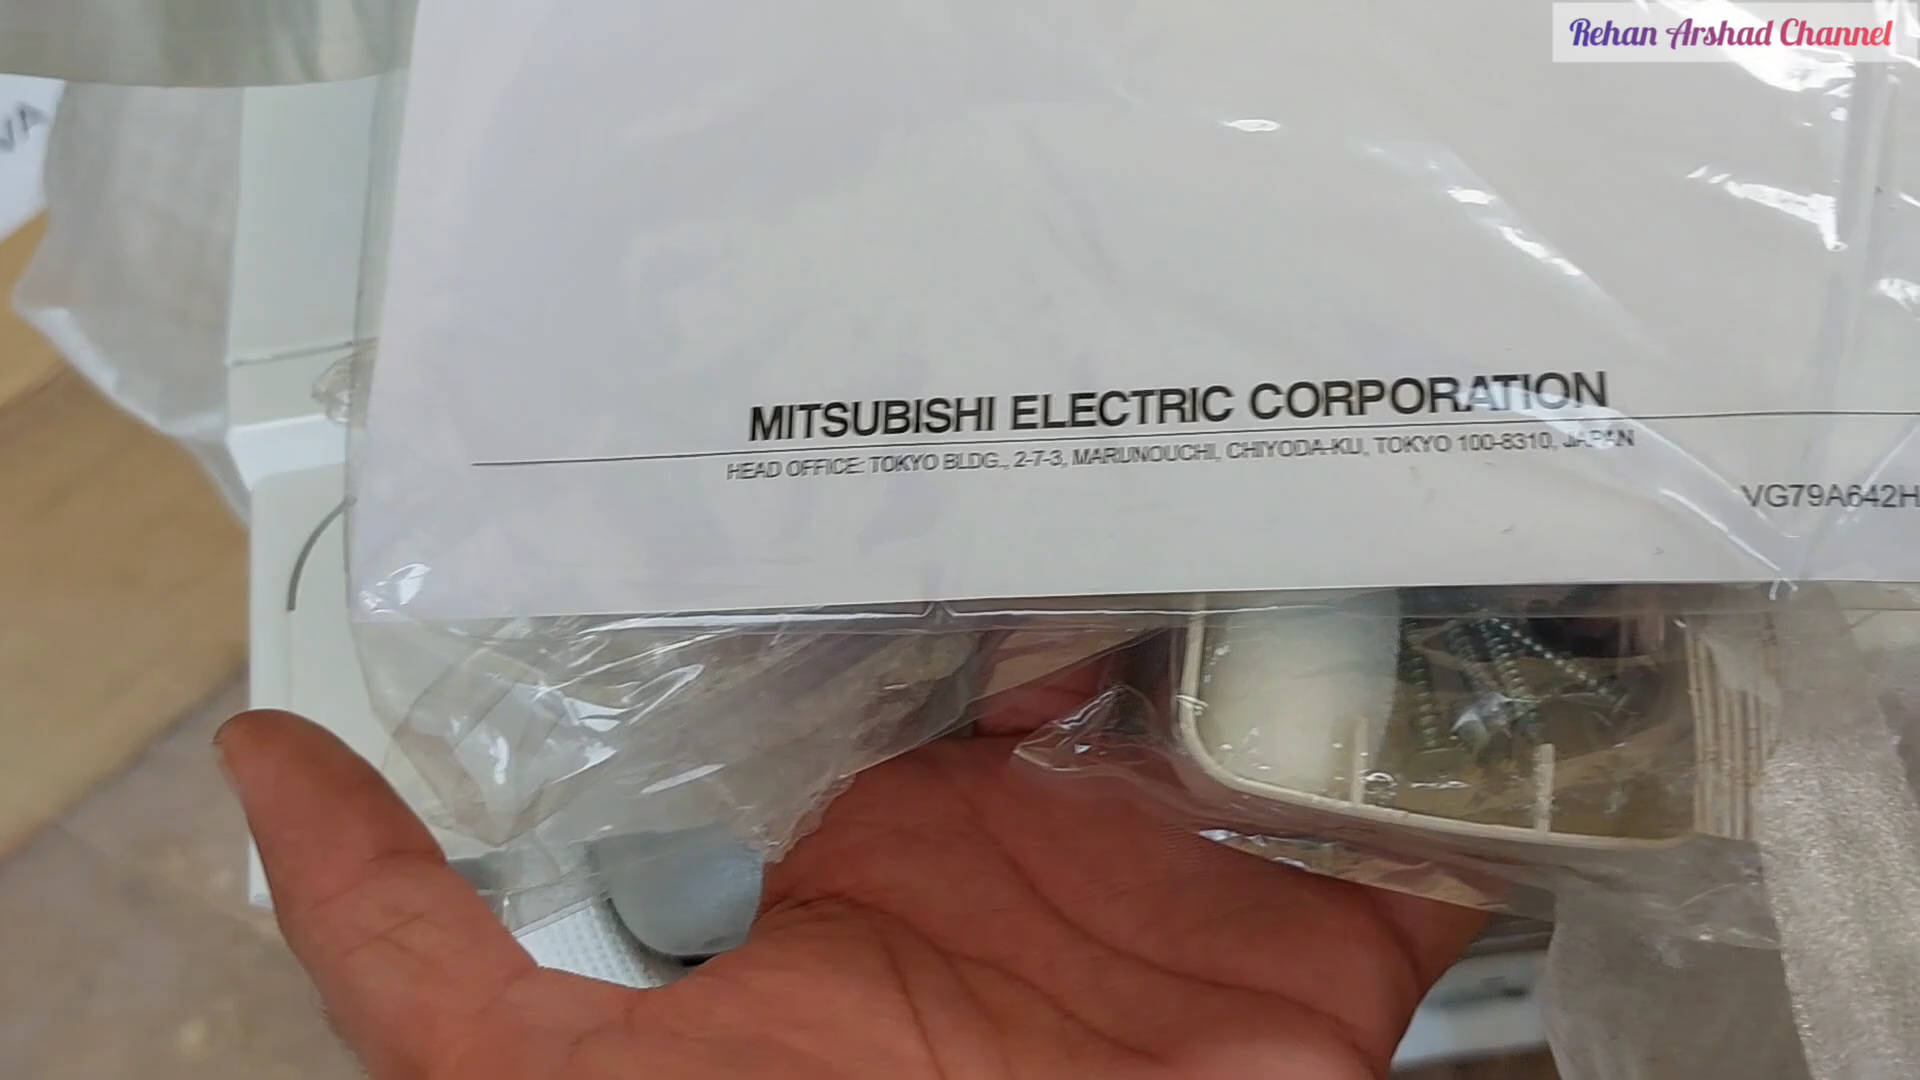 Rehan Arshad Channel
MITSUBISHI ELECTRIC CORPORATION
HEAD OFFICE: TOKYO BLDG., 2-7-3, MARUNOUCHI, CHIYODA-KU, TOKYO 100-8310, JAPAN
VG79A642H